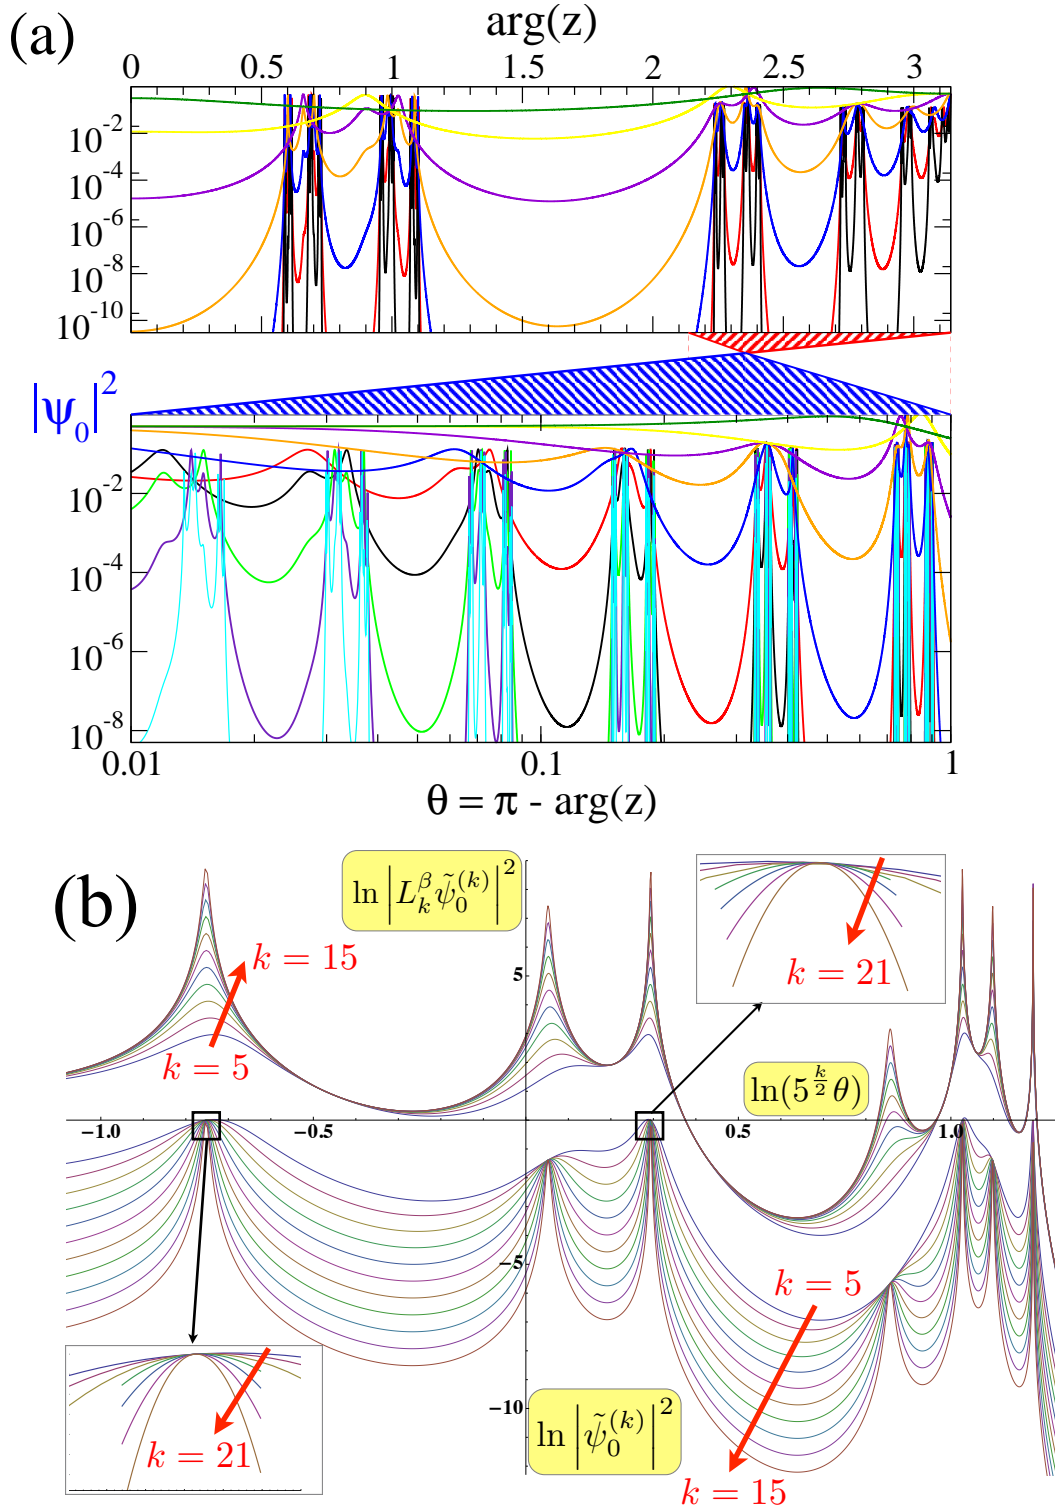 (a)
arg(z)
0 0.5 1 1.5 2 2.5 3
10^-2
10^-4
10^-6
10^-8
10^-10
|ψ_0|^2
10^-2
10^-4
10^-6
10^-8
0.01 0.1 1
θ = π - arg(z)
(b)
ln |L_k^β ψ̃_0^(k)|^2
k = 15
k = 5
k = 21
5
ln(5^{k/2} θ)
-1.0 -0.5 0.5 1.0
-5
k = 5
k = 21
-10
ln |ψ̃_0^(k)|^2
k = 15